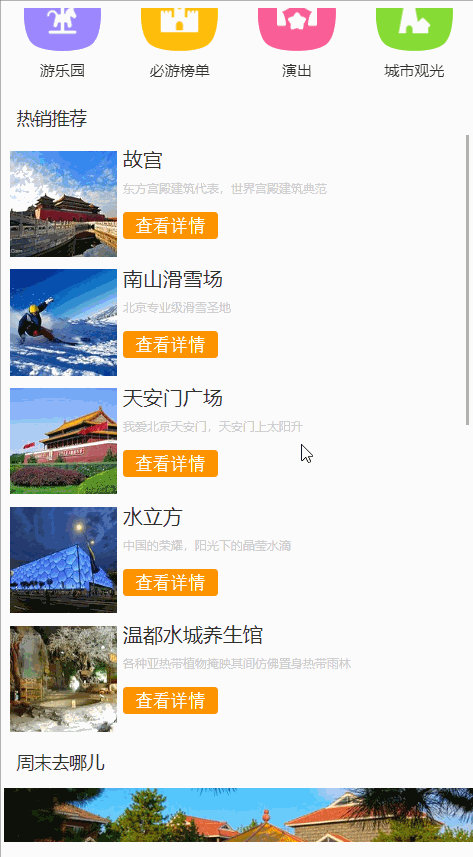 游乐园 必游榜单 演出 城市观光
热销推荐
故宫
东方宫殿建筑代表，世界宫殿建筑典范
查看详情
南山滑雪场
北京专业级滑雪圣地
查看详情
天安门广场
我爱北京天安门，天安门上太阳升
查看详情
水立方
中国的荣耀，阳光下的晶莹水滴
查看详情
温都水城养生馆
各种亚热带植物掩映其间仿佛置身热带雨林
查看详情
周末去哪儿